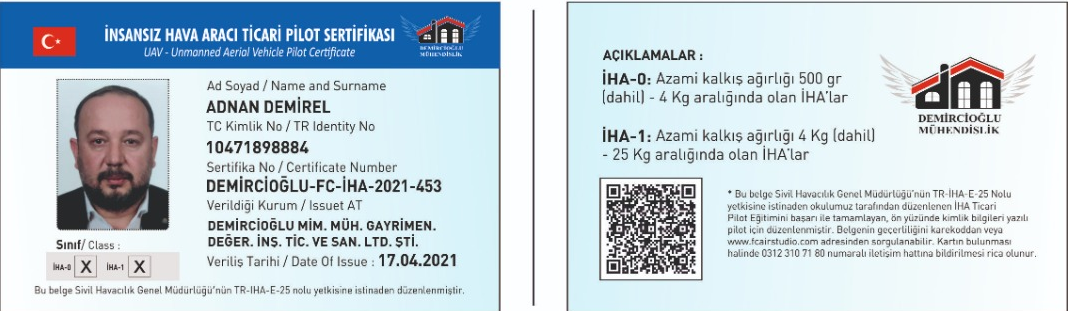 İNSANSIZ HAVA ARACI TİCARİ PİLOT SERTİFİKASI
UAV - Unmanned Aerial Vehicle Pilot Certificate
DEMİRCİOĞLU
MÜHENDİSLİK
Ad Soyad / Name and Surname
ADNAN DEMIREL
TC Kimlik No / TR Identity No
10471898884
Sertifika No / Certificate Number
DEMİRCİOĞLU-FC-İHA-2021-453
Verildiği Kurum / Issuet AT
DEMİRCİOĞLU MİM. MÜH. GAYRİMEN.
DEĞER. İNŞ. TİC. VE SAN. LTD. ŞTİ.
Veriliş Tarihi / Date Of Issue : 17.04.2021
Sınıf/ Class :
İHA-0 X İHA-1 X
Bu belge Sivil Havacılık Genel Müdürlüğü'nün TR-IHA-E-25 nolu yetkisine istinaden düzenlenmiştir.
AÇIKLAMALAR :
İHA-0: Azami kalkış ağırlığı 500 gr
(dahil) - 4 Kg aralığında olan İHA'lar
İHA-1: Azami kalkış ağırlığı 4 Kg (dahil)
- 25 Kg aralığında olan İHA'lar
DEMİRCİOĞLU
MÜHENDİSLİK
* Bu belge Sivil Havacılık Genel Müdürlüğü'nün TR-İHA-E-25 Nolu
yetkisine istinaden okulumuz tarafından düzenlenen İHA Ticari
Pilot Eğitimini başarı ile tamamlayan, ön yüzünde kimlik bilgileri yazılı
pilot için düzenlenmiştir. Belgenin geçerliliğini karekoddan veya
www.fcairstudio.com adresinden sorgulanabilir. Kartın bulunması
halinde 0312 310 71 80 numaralı iletişim hattına bildirilmesi rica olunur.